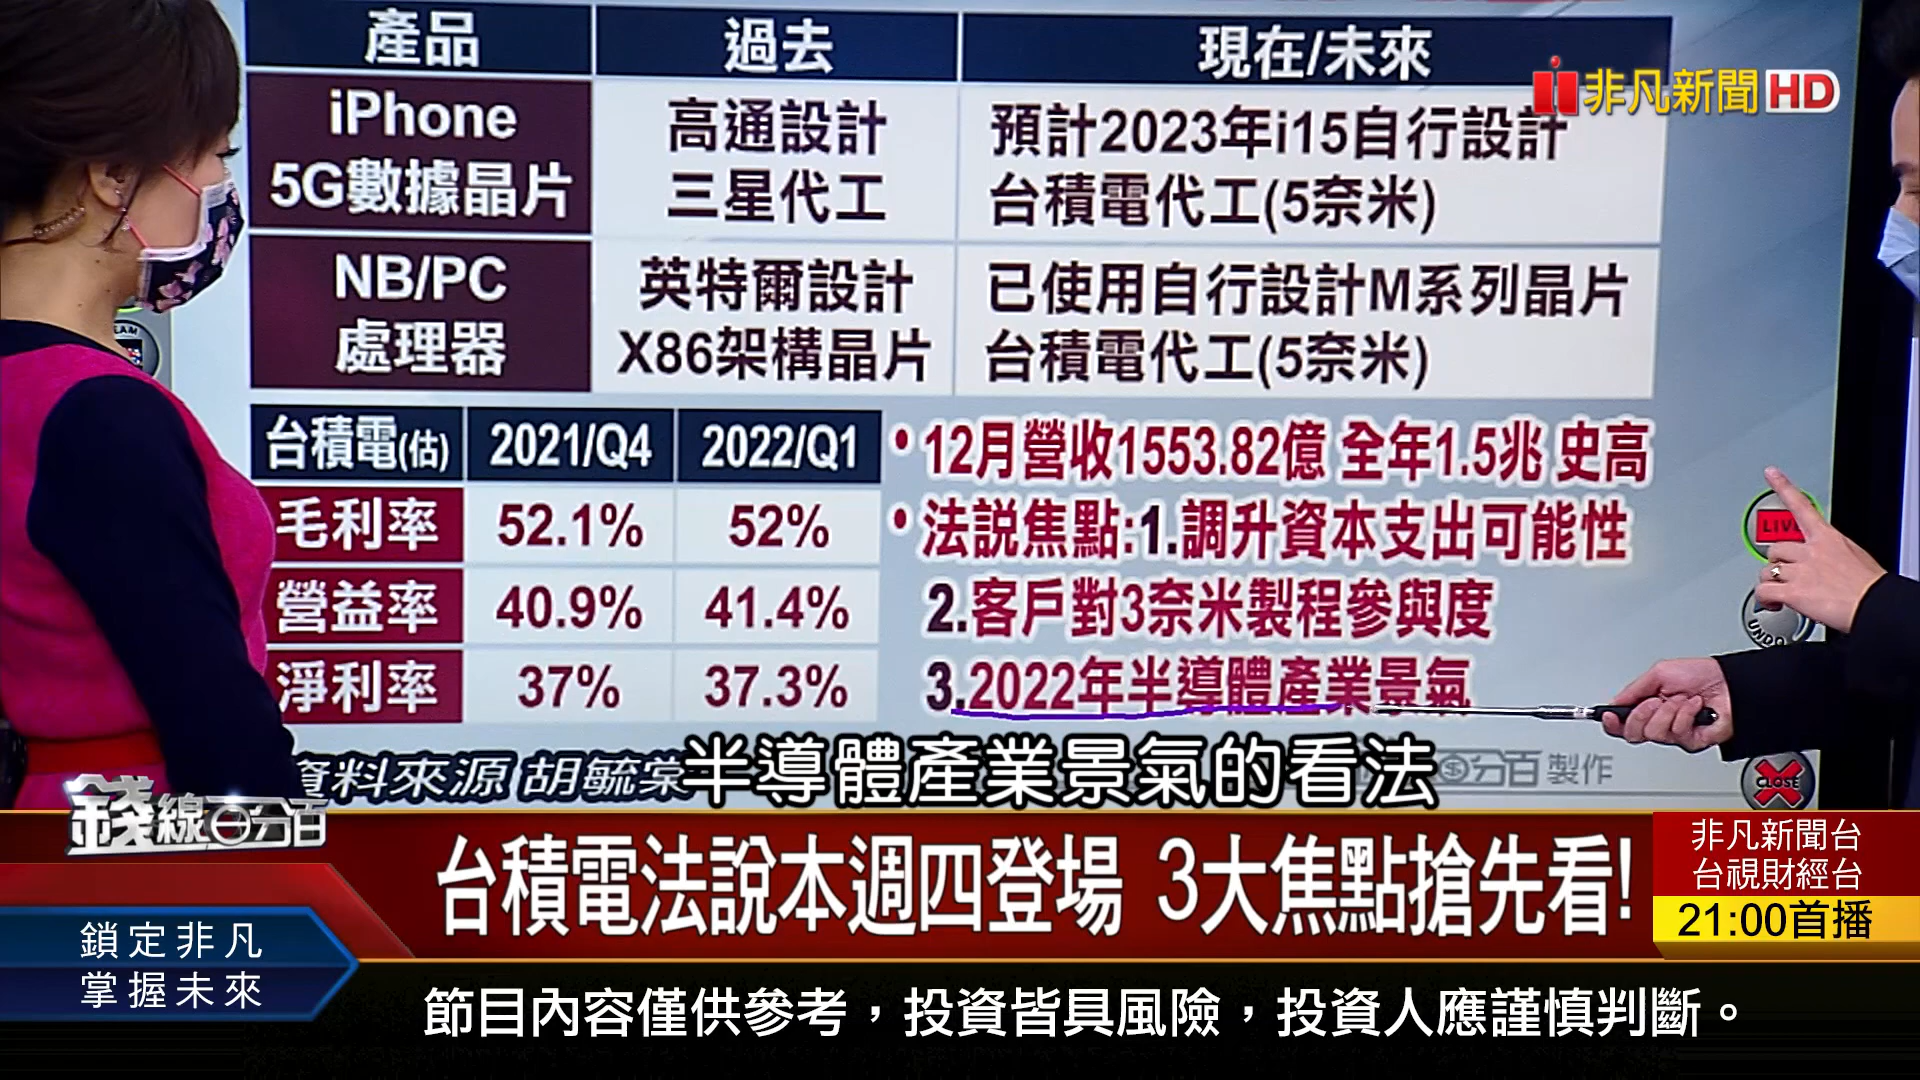 產品 過去 現在/未來
非凡新聞HD
iPhone
5G數據晶片
高通設計
三星代工
預計2023年i15自行設計
台積電代工(5奈米)
NB/PC
處理器
英特爾設計
X86架構晶片
已使用自行設計M系列晶片
台積電代工(5奈米)
台積電(估) 2021/Q4 2022/Q1
毛利率 52.1% 52%
營益率 40.9% 41.4%
淨利率 37% 37.3%
•12月營收1553.82億 全年1.5兆 史高
•法說焦點:1.調升資本支出可能性
2.客戶對3奈米製程參與度
3.2022年半導體產業景氣
LIVE
UNDO
CLOSE
資料來源 胡毓棠
分百製作
半導體產業景氣的看法
錢線百分百
台積電法說本週四登場 3大焦點搶先看!
非凡新聞台
台視財經台
21:00首播
鎖定非凡
掌握未來
節目內容僅供參考，投資皆具風險，投資人應謹慎判斷。